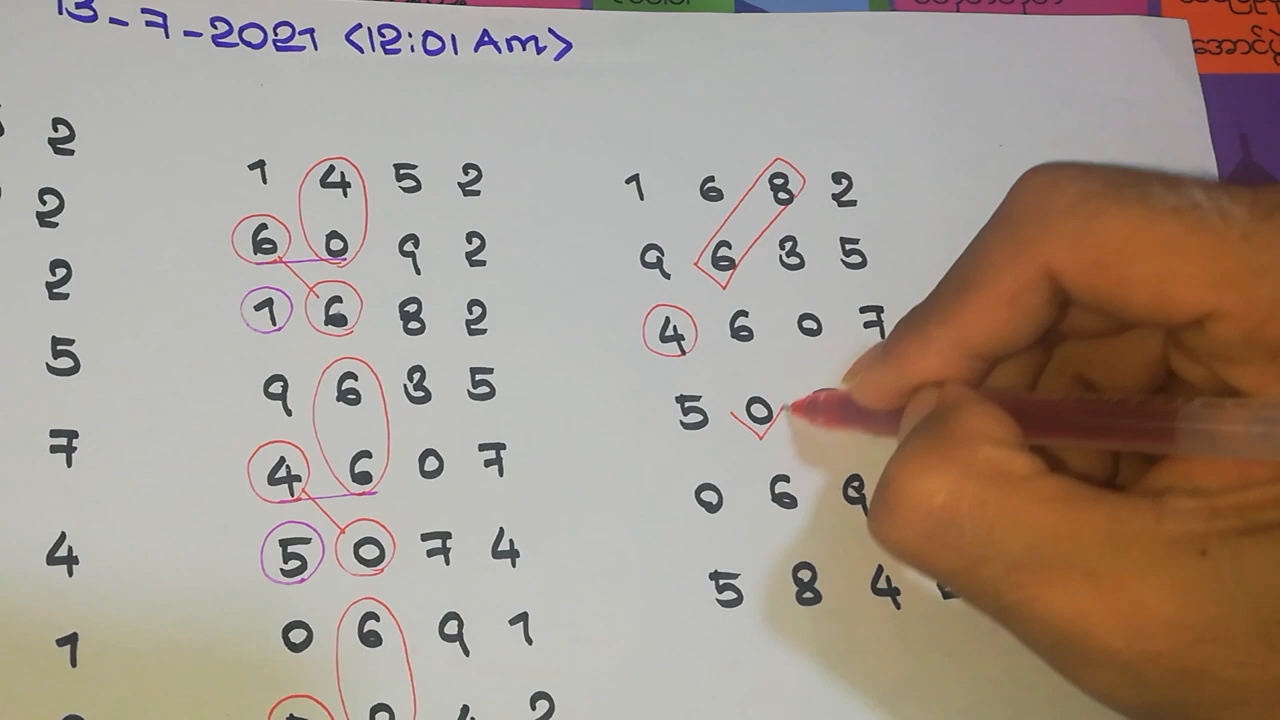 13-7-2021 <12:01 Am>
2
2
2
5
7
4
1
1 4 5 2
6 0 9 2
1 6 8 2
9 6 3 5
4 6 0 7
5 0 7 4
0 6 9 1
1 6 8 2
9 6 3 5
4 6 0 7
5 0
0 6 9
5 8 4